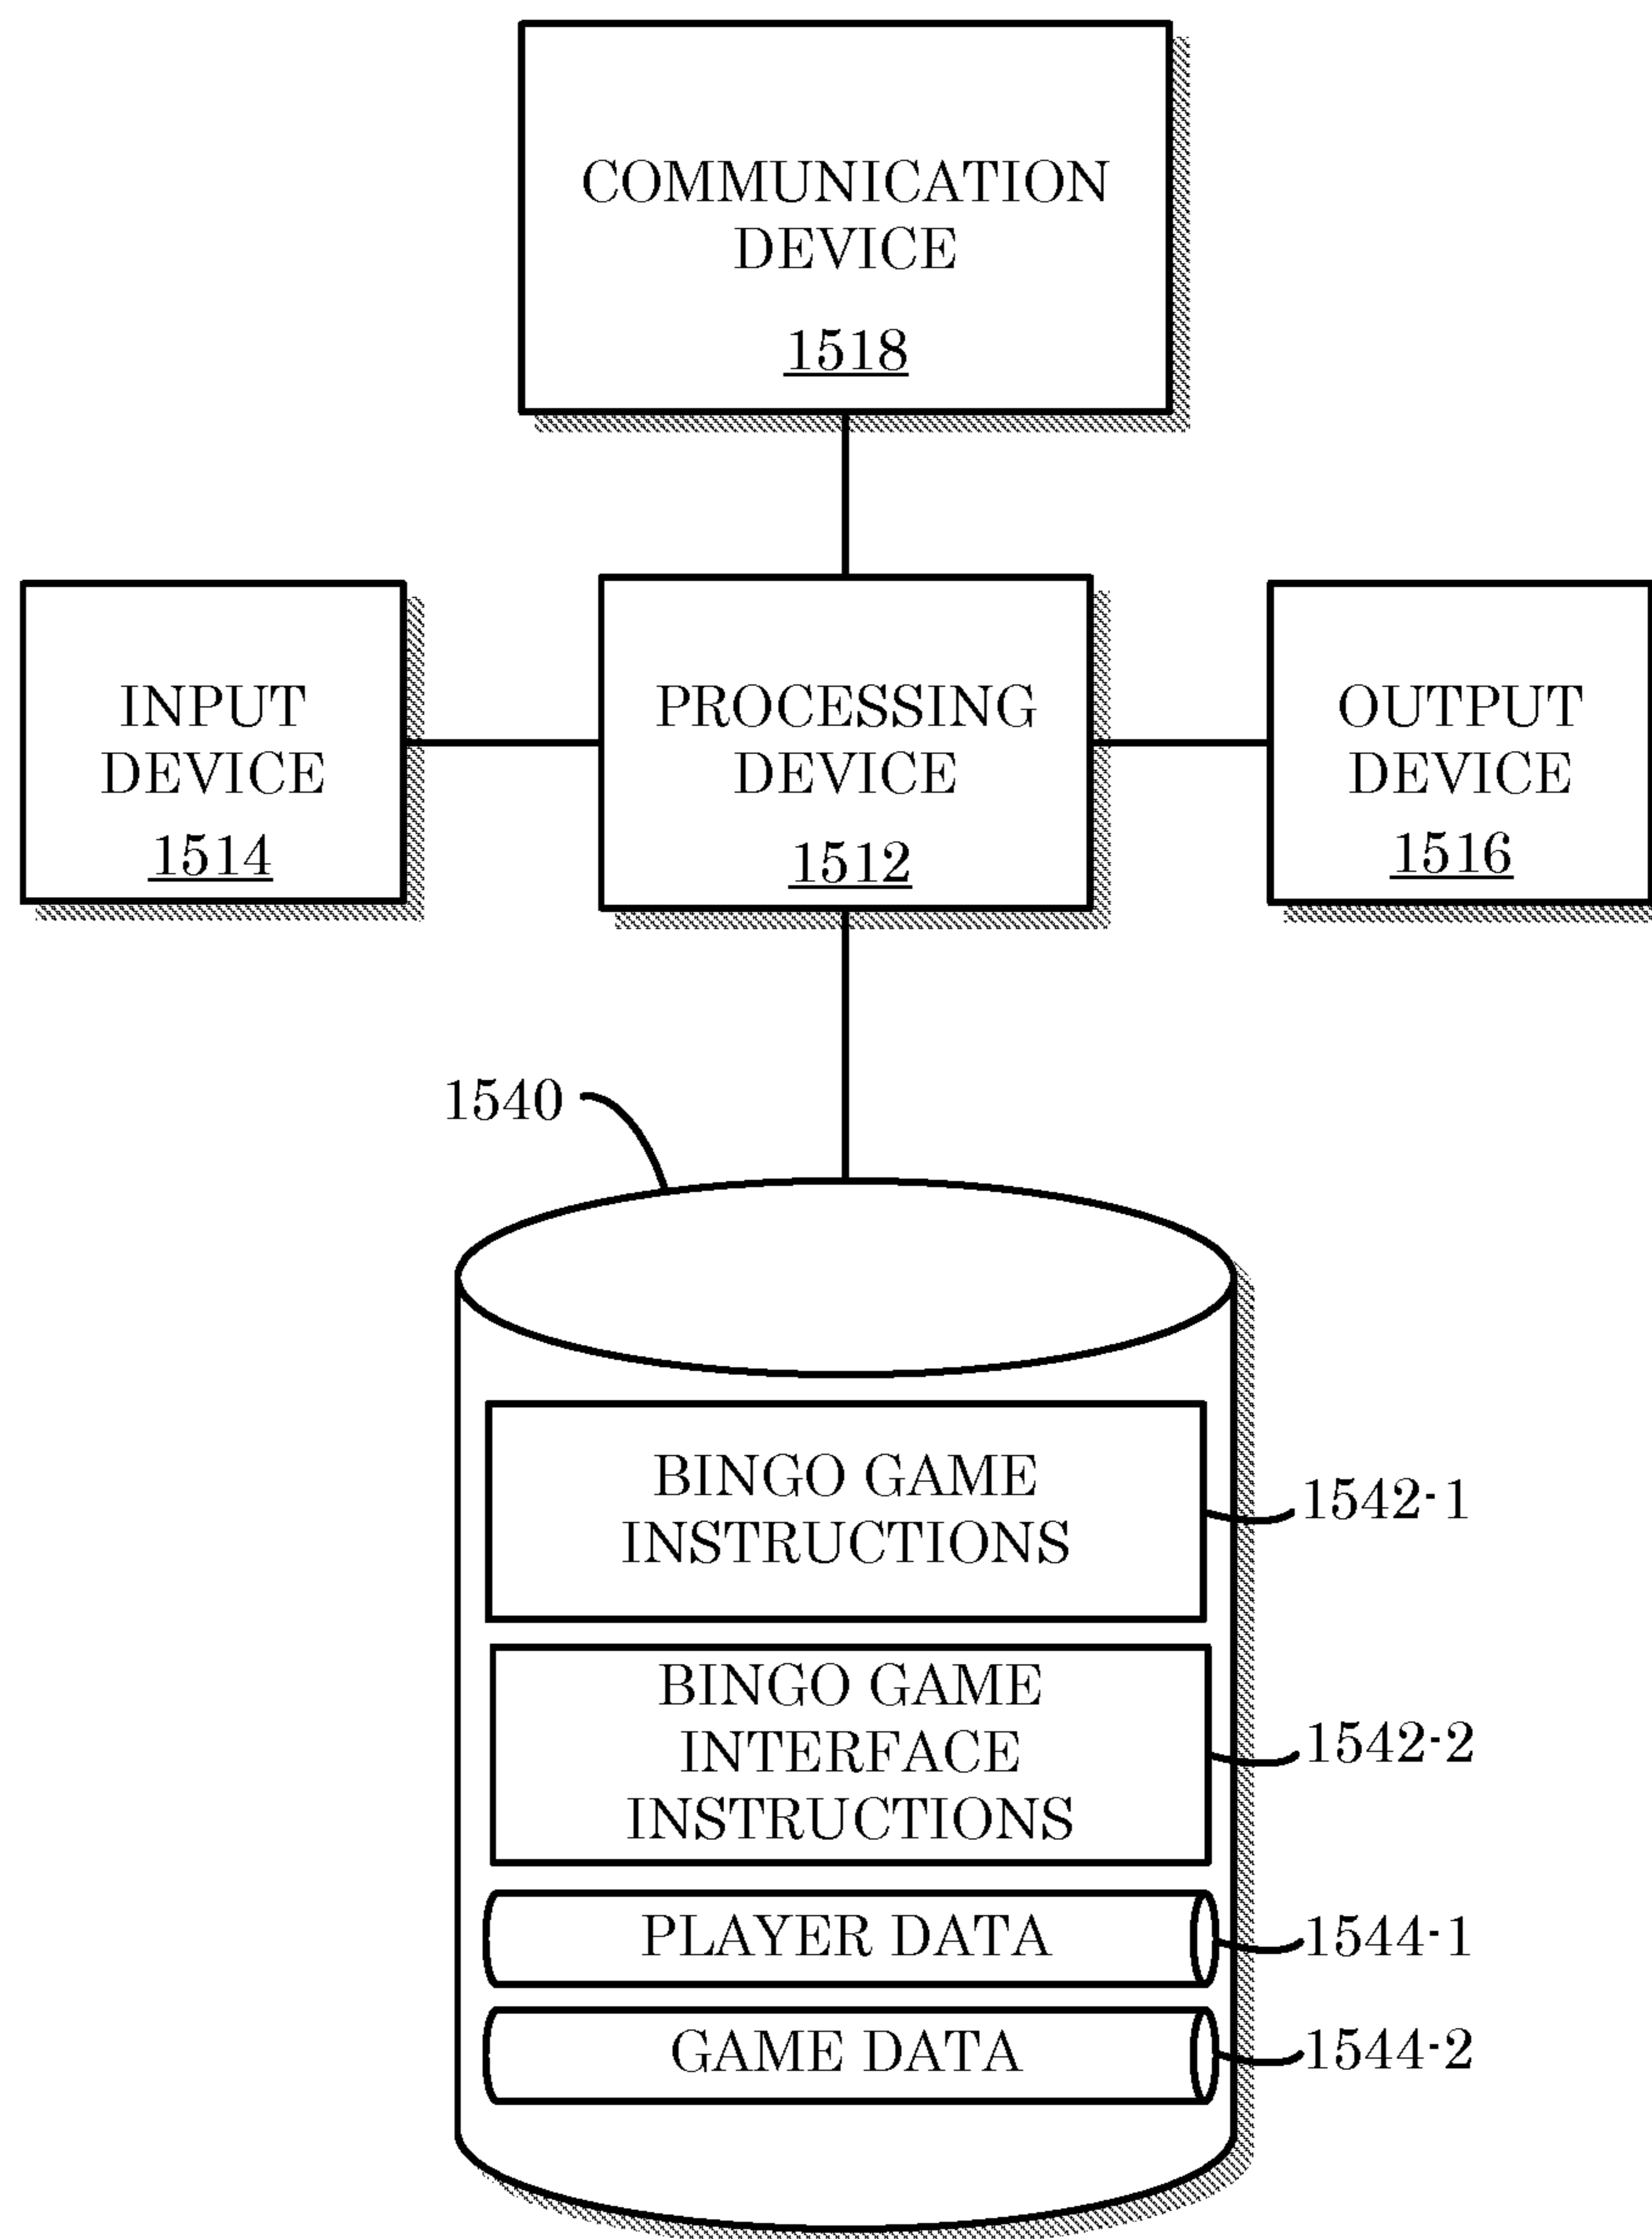 COMMUNICATION
DEVICE
1518
INPUT
DEVICE
1514
PROCESSING
DEVICE
1512
OUTPUT
DEVICE
1516
1540
BINGO GAME
INSTRUCTIONS
1542-1
BINGO GAME
INTERFACE
INSTRUCTIONS
1542-2
PLAYER DATA
1544-1
GAME DATA
1544-2